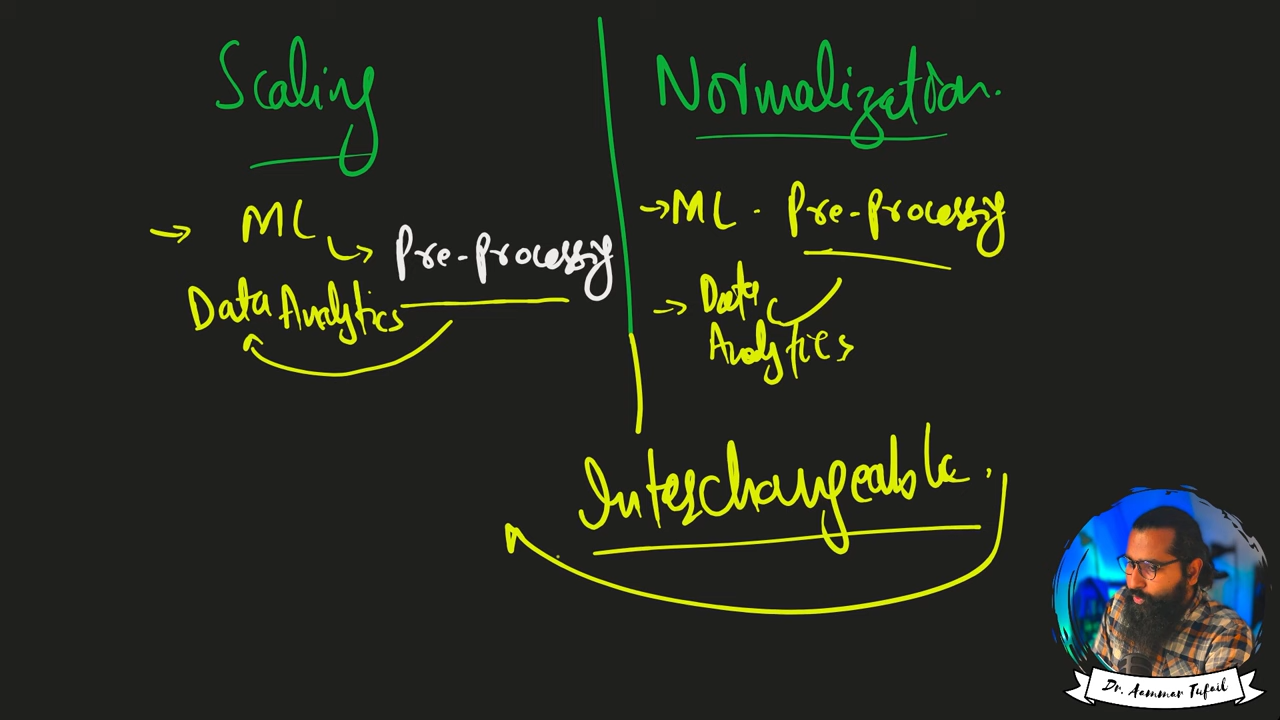 Scaling
→ ML
↳ Pre-Processing
Data Analytics
Normalization.
→ ML - Pre-Processing
→ Data
Analytics
Interchangeable.
Dr. Aammar Tufail